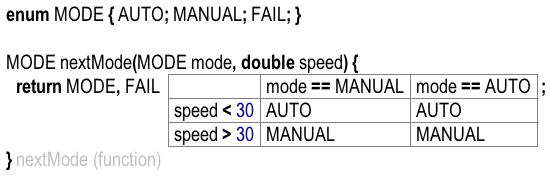 enum MODE { AUTO; MANUAL; FAIL; }
MODE nextMode(MODE mode, double speed) {
return MODE, FAIL
mode == MANUAL mode == AUTO ;
speed < 30 AUTO AUTO
speed > 30 MANUAL MANUAL
} nextMode (function)